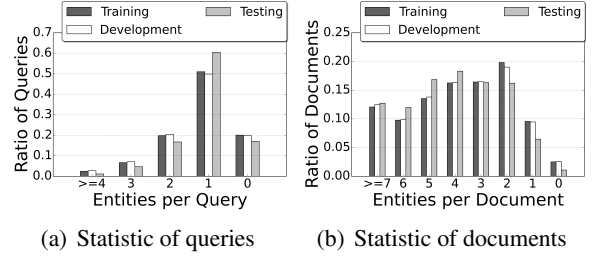 Training
Testing
Development
0.7
0.6
0.5
0.4
0.3
0.2
0.1
0.0
Ratio of Queries
>=4 3 2 1 0
Entities per Query
(a) Statistic of queries
Training
Testing
Development
0.25
0.20
0.15
0.10
0.05
0.00
Ratio of Documents
>=7 6 5 4 3 2 1 0
Entities per Document
(b) Statistic of documents